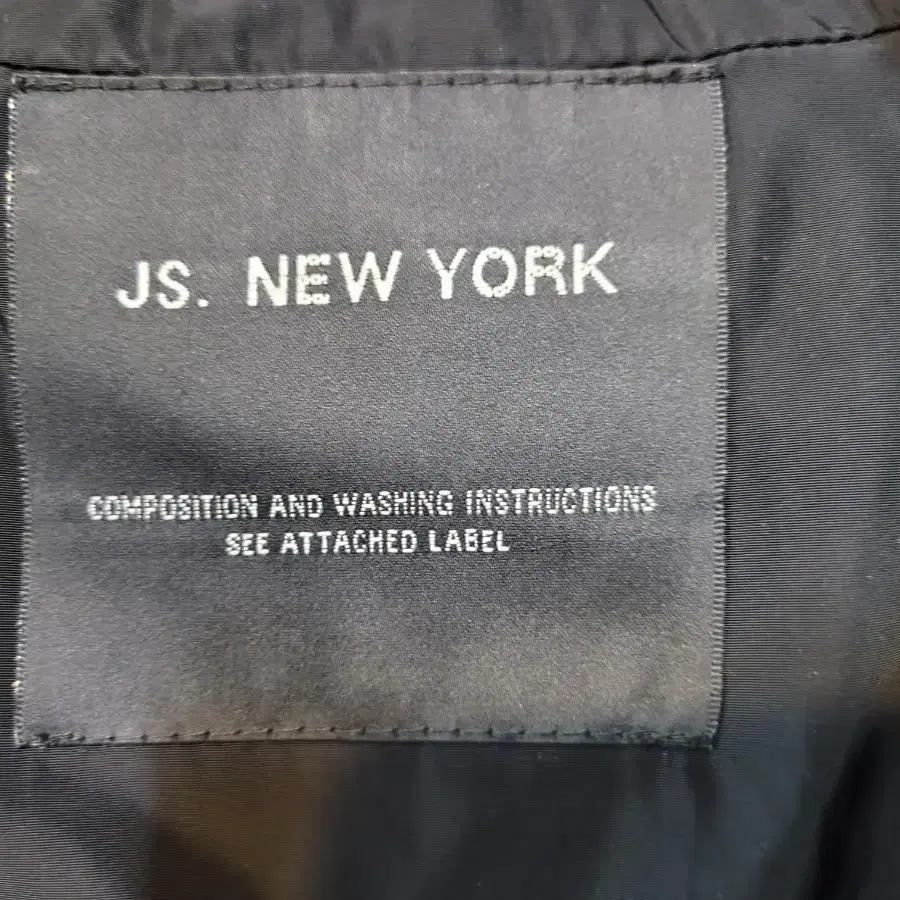 JS. NEW YORK
COMPOSITION AND WASHING INSTRUCTIONS
SEE ATTACHED LABEL